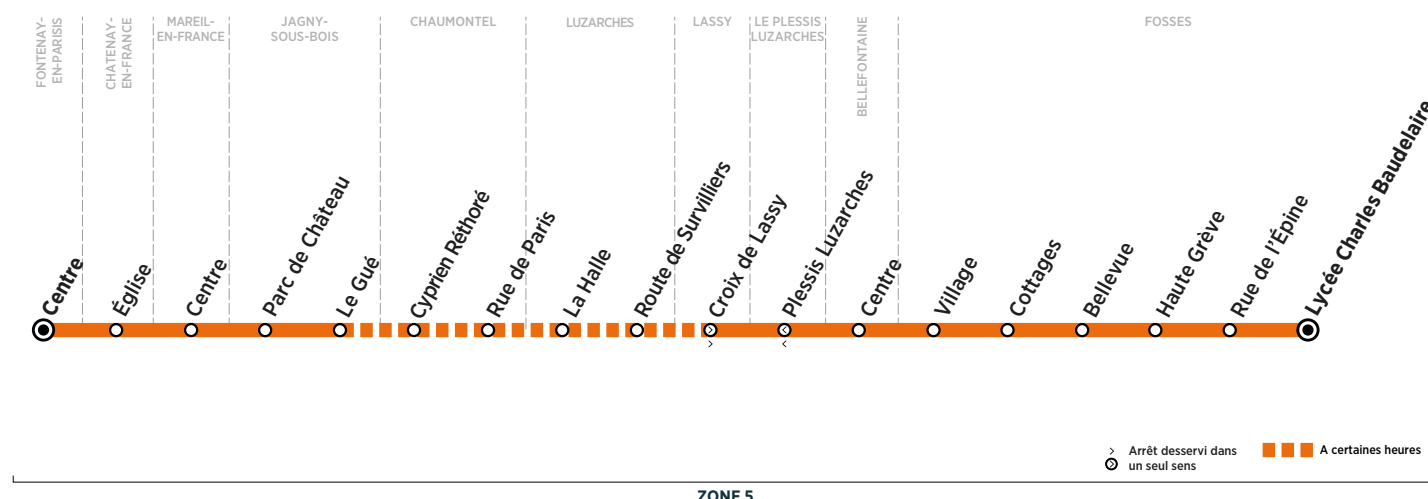 FONTENAY-
EN-PARISIS
CHATENAY-
EN-FRANCE
MAREIL-
EN-FRANCE
JAGNY-
SOUS-BOIS
CHAUMONTEL
LUZARCHES
LASSY
LE PLESSIS
LUZARCHES
BELLEFONTAINE
FOSSES
Centre
Église
Centre
Parc de Château
Le Gué
Cyprien Réthoré
Rue de Paris
La Halle
Route de Survilliers
Croix de Lassy
Plessis Luzarches
Centre
Village
Cottages
Bellevue
Haute Grève
Rue de l'Épine
Lycée Charles Baudelaire
Arrêt desservi dans
un seul sens
A certaines heures
ZONE 5